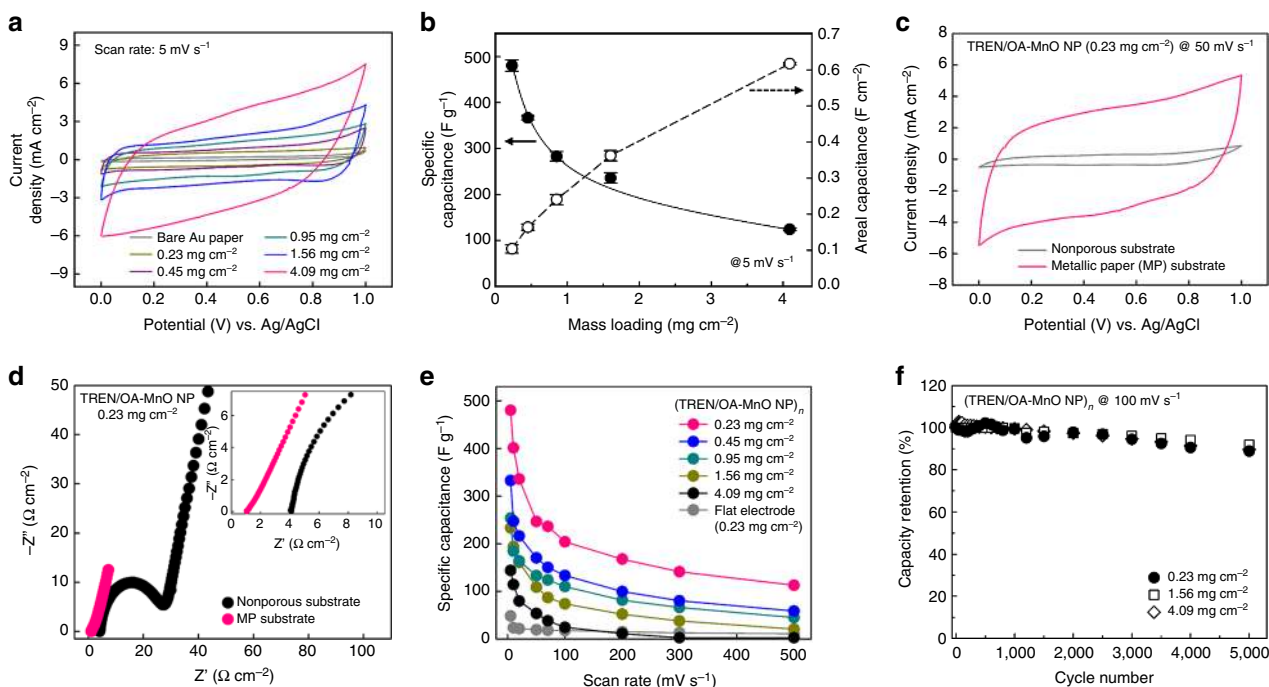 a
9
6
3
0
−3
−6
−9
Current
density (mA cm−2)
Scan rate: 5 mV s−1
Bare Au paper
0.23 mg cm−2
0.45 mg cm−2
0.95 mg cm−2
1.56 mg cm−2
4.09 mg cm−2
0.0 0.2 0.4 0.6 0.8 1.0
Potential (V) vs. Ag/AgCl
b
500
400
300
200
100
0
Specific
capacitance (F g−1)
0.7
0.6
0.5
0.4
0.3
0.2
0.1
0.0
Areal capacitance (F cm−2)
@5 mV s−1
0 1 2 3 4
Mass loading (mg cm−2)
c
8
6
4
2
0
−2
−4
−6
−8
Current density (mA cm−2)
TREN/OA-MnO NP (0.23 mg cm−2) @ 50 mV s−1
Nonporous substrate
Metallic paper (MP) substrate
0.0 0.2 0.4 0.6 0.8 1.0
Potential (V) vs. Ag/AgCl
d
50
40
30
20
10
0
−Z″ (Ω cm−2)
TREN/OA-MnO NP
0.23 mg cm−2
6
4
2
0
−Z″ (Ω cm−2)
0 2 4 6 8 10
Z' (Ω cm−2)
Nonporous substrate
MP substrate
0 20 40 60 80 100
Z' (Ω cm−2)
e
500
400
300
200
100
0
Specific capacitance (F g−1)
(TREN/OA-MnO NP)n
0.23 mg cm−2
0.45 mg cm−2
0.95 mg cm−2
1.56 mg cm−2
4.09 mg cm−2
Flat electrode
(0.23 mg cm−2)
0 100 200 300 400 500
Scan rate (mV s−1)
f
120
100
80
60
40
20
0
Capacity retention (%)
(TREN/OA-MnO NP)n @ 100 mV s−1
0.23 mg cm−2
1.56 mg cm−2
4.09 mg cm−2
0 1,000 2,000 3,000 4,000 5,000
Cycle number